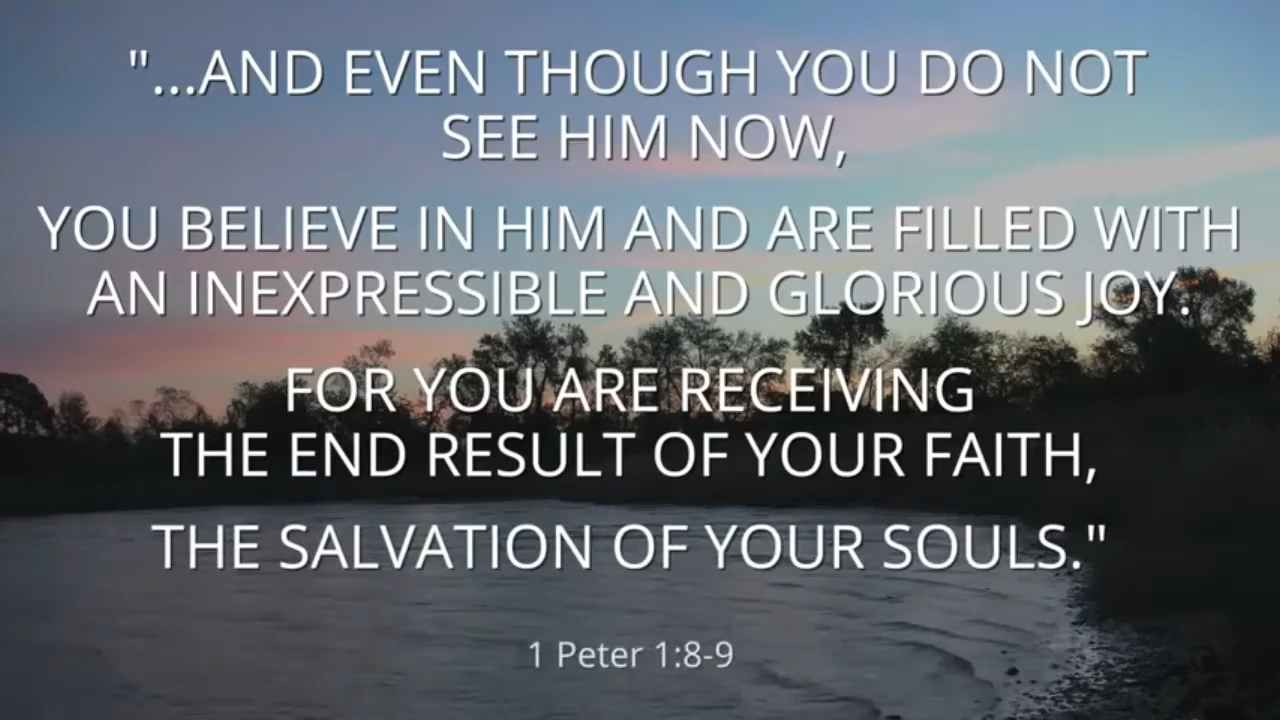 "...AND EVEN THOUGH YOU DO NOT
SEE HIM NOW,
YOU BELIEVE IN HIM AND ARE FILLED WITH
AN INEXPRESSIBLE AND GLORIOUS JOY.
FOR YOU ARE RECEIVING
THE END RESULT OF YOUR FAITH,
THE SALVATION OF YOUR SOULS."
1 Peter 1:8-9